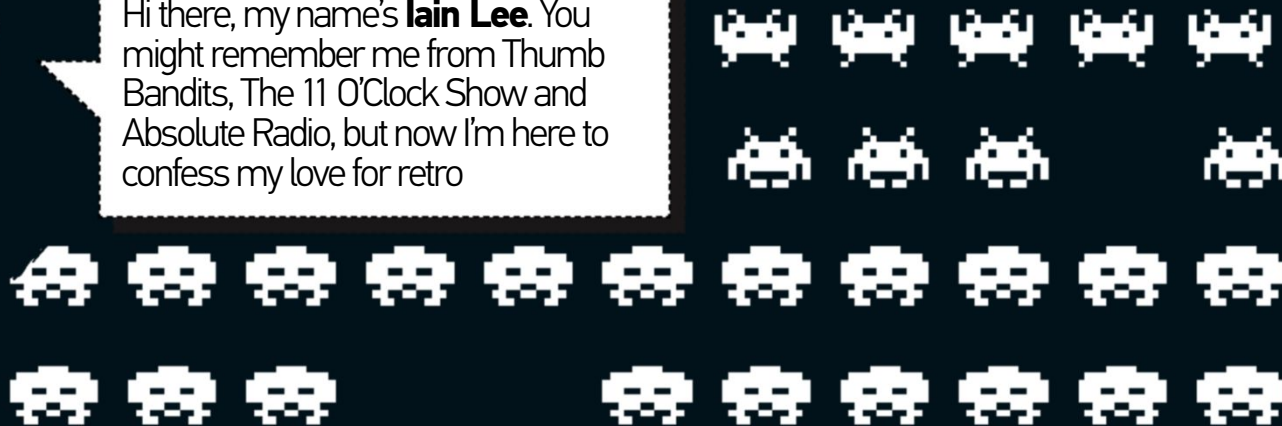 Hi there, my name's Iain Lee. You
might remember me from Thumb
Bandits, The 11 O'Clock Show and
Absolute Radio, but now I'm here to
confess my love for retro